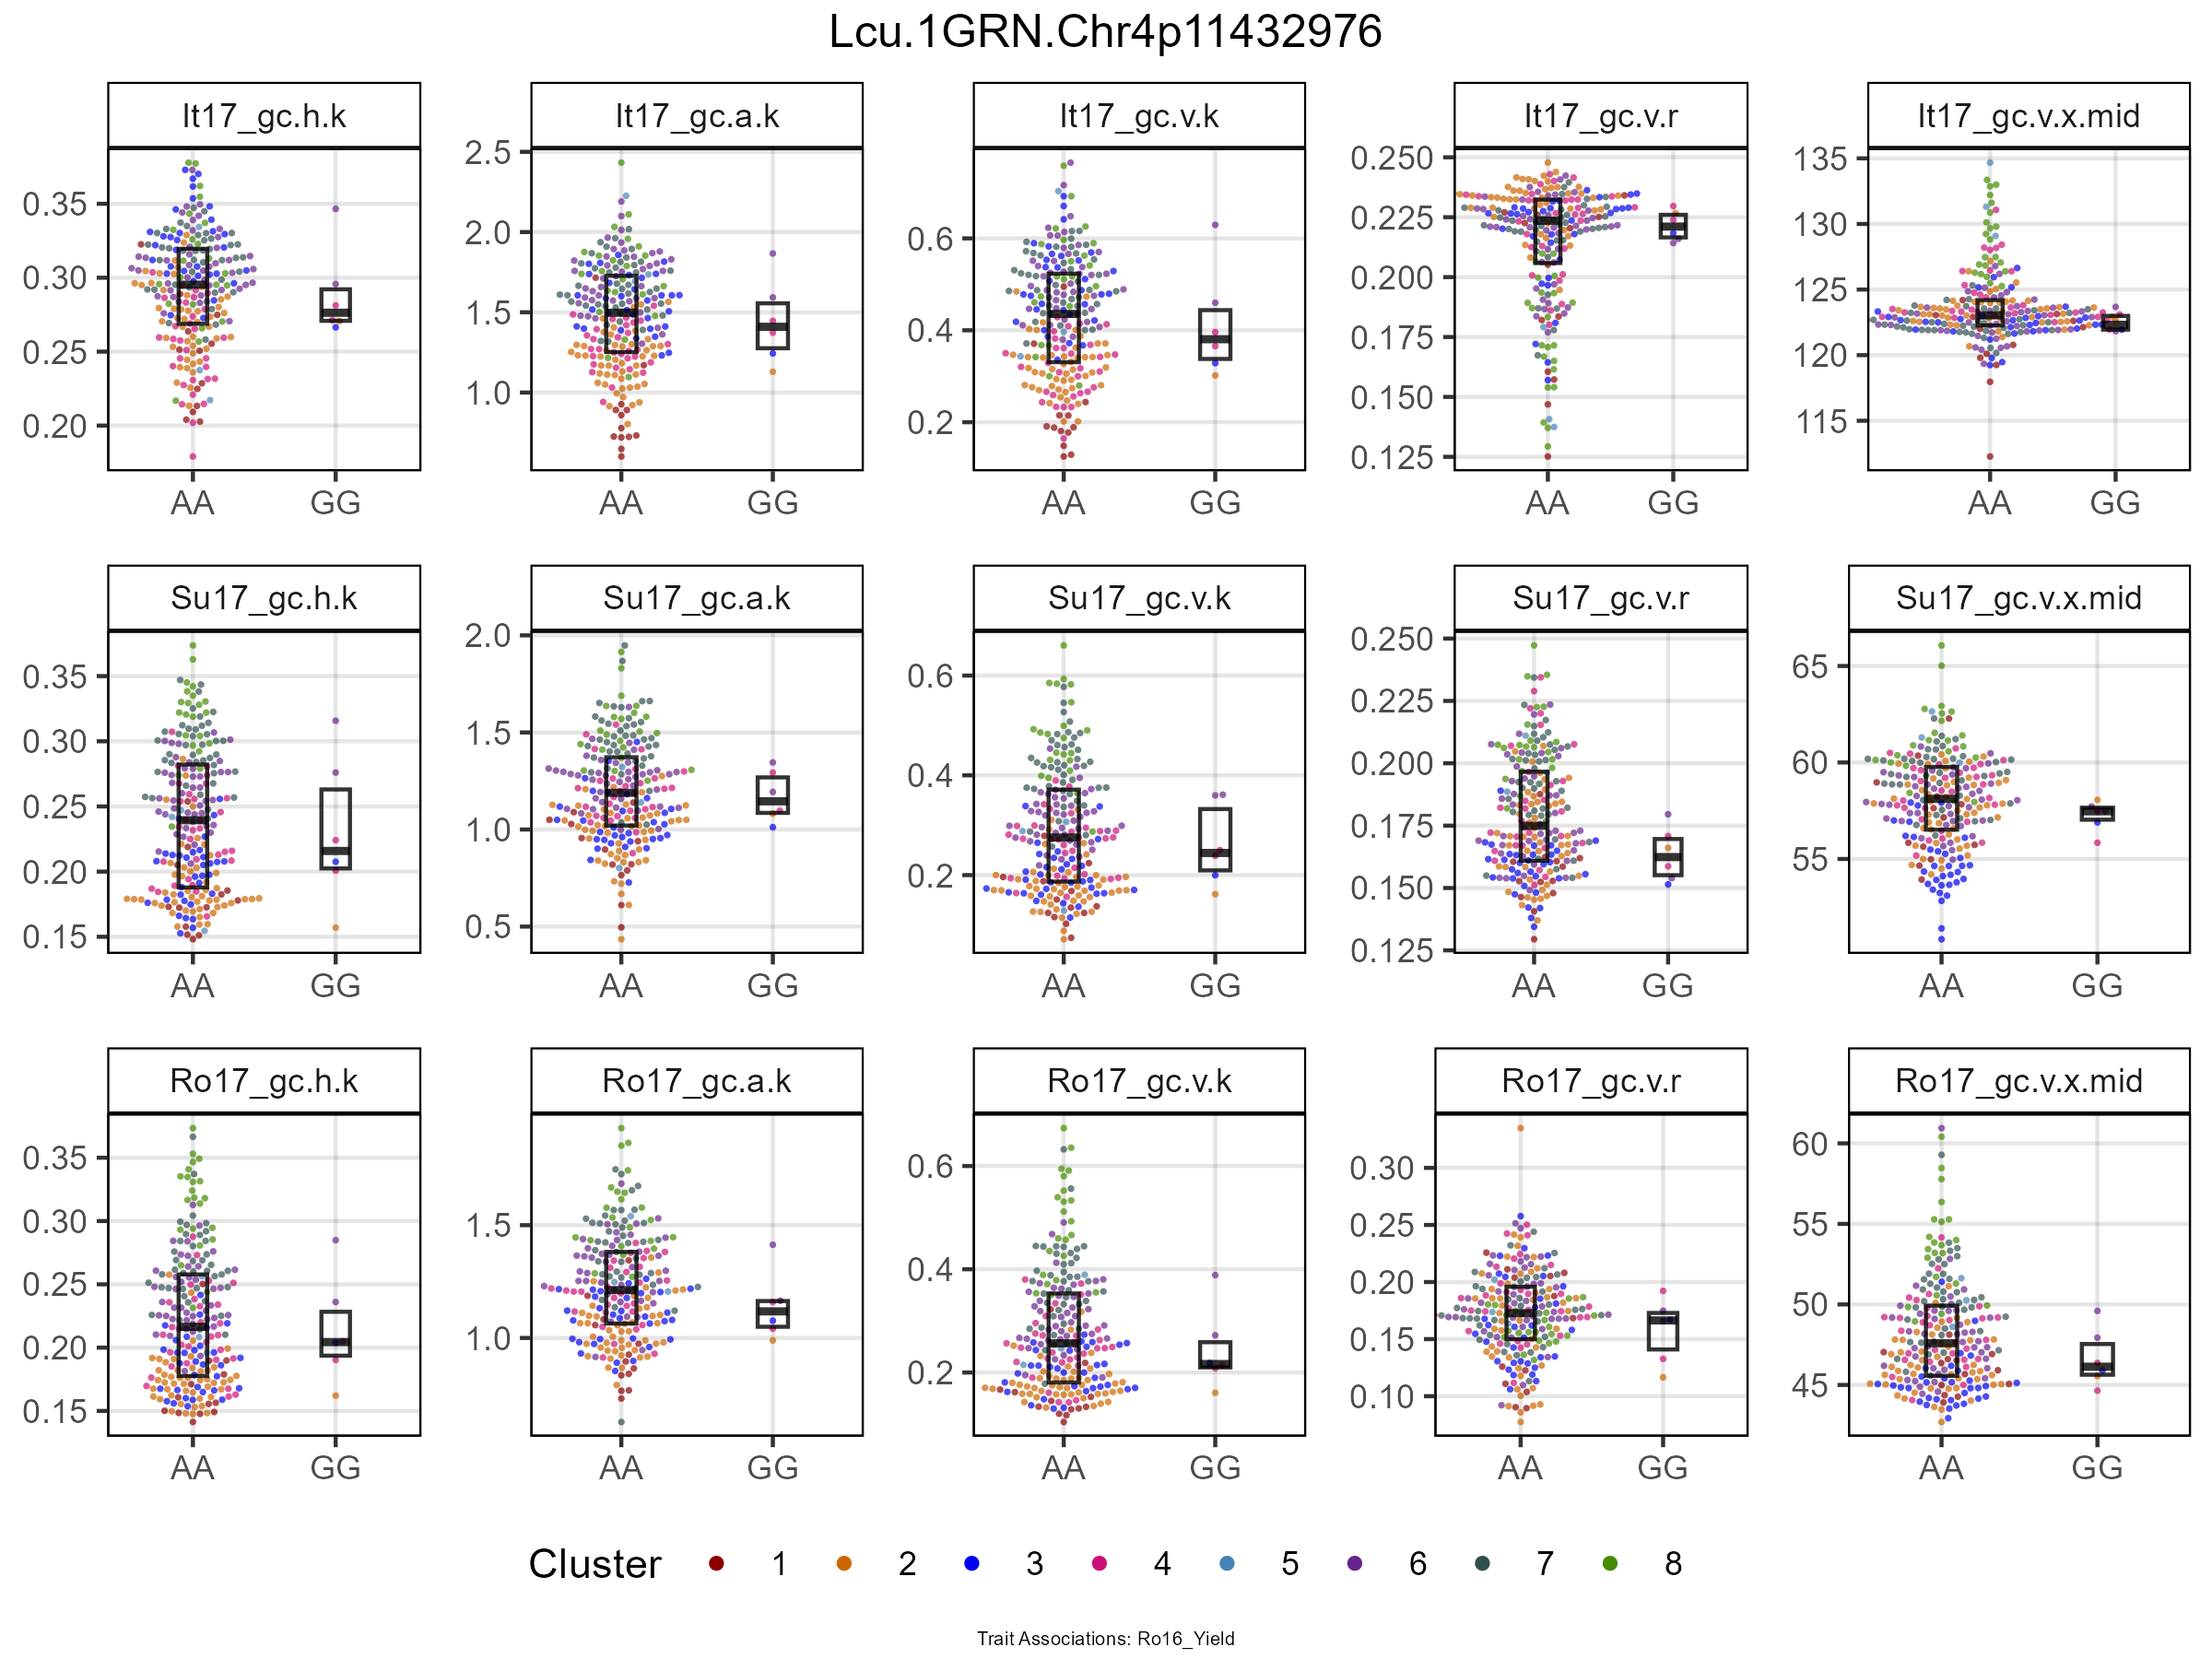 Lcu.1GRN.Chr4p11432976
It17_gc.h.k It17_gc.a.k It17_gc.v.k It17_gc.v.r It17_gc.v.x.mid
0.35 0.30 0.25 0.20 2.5 2.0 1.5 1.0 0.6 0.4 0.2 0.250 0.225 0.200 0.175 0.150 0.125 135 130 125 120 115
AA GG AA GG AA GG AA GG AA GG
Su17_gc.h.k Su17_gc.a.k Su17_gc.v.k Su17_gc.v.r Su17_gc.v.x.mid
0.35 0.30 0.25 0.20 0.15 2.0 1.5 1.0 0.5 0.6 0.4 0.2 0.250 0.225 0.200 0.175 0.150 0.125 65 60 55
AA GG AA GG AA GG AA GG AA GG
Ro17_gc.h.k Ro17_gc.a.k Ro17_gc.v.k Ro17_gc.v.r Ro17_gc.v.x.mid
0.35 0.30 0.25 0.20 0.15 1.5 1.0 0.6 0.4 0.2 0.30 0.25 0.20 0.15 0.10 60 55 50 45
AA GG AA GG AA GG AA GG AA GG
Cluster 1 2 3 4 5 6 7 8
Trait Associations: Ro16_Yield